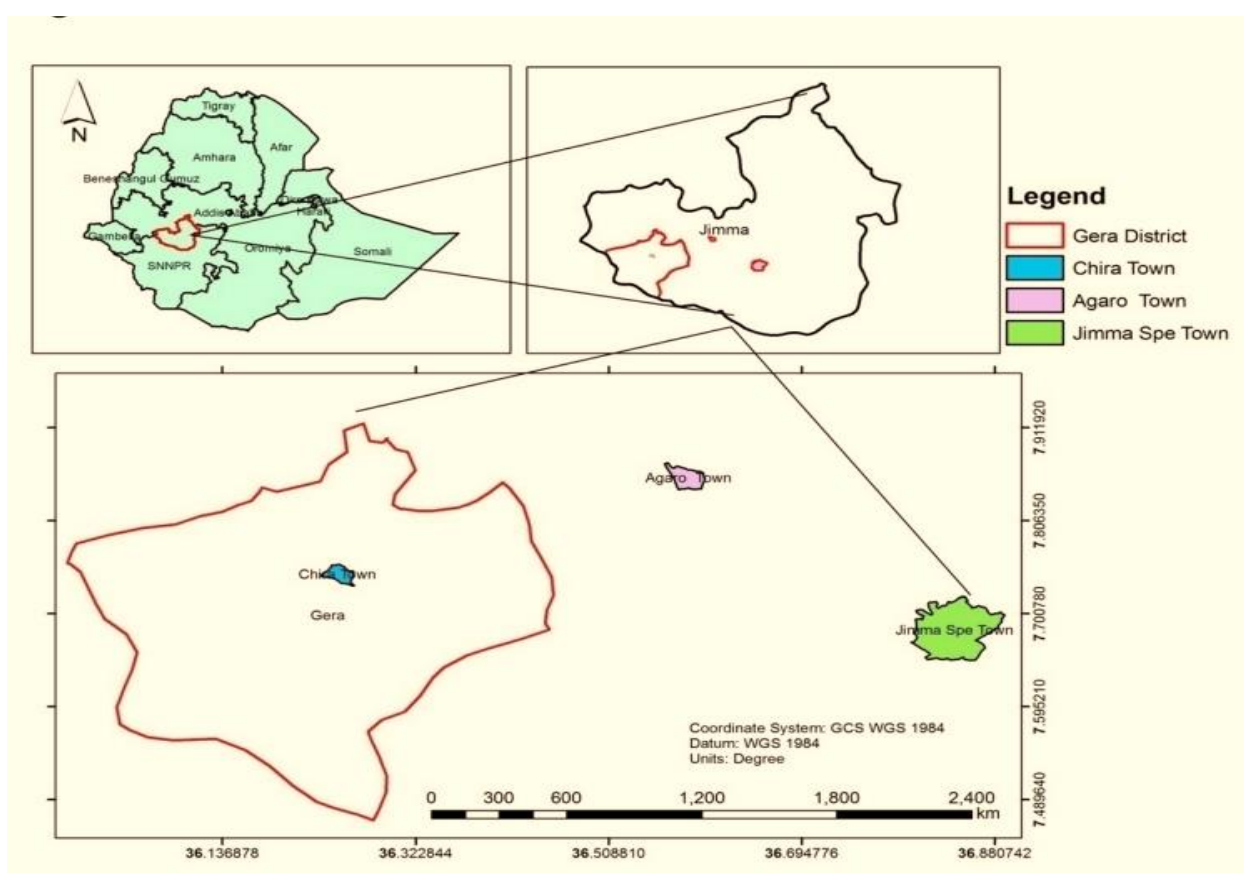 N
Tigray
Afar
Amhara
Beneshangul Gumuz
Harari
Gambella
Oromiya
Somali
SNNPR
Jimma
Legend
Gera District
Chira Town
Agaro Town
Jimma Spe Town
Agaro Town
Chira Town
Gera
Jimma Spe Town
7.911920
7.806350
7.700780
7.595210
7.489640
Coordinate System: GCS WGS 1984
Datum: WGS 1984
Units: Degree
0 300 600 1,200 1,800 2,400
km
36.136878 36.322844 36.508810 36.694776 36.880742